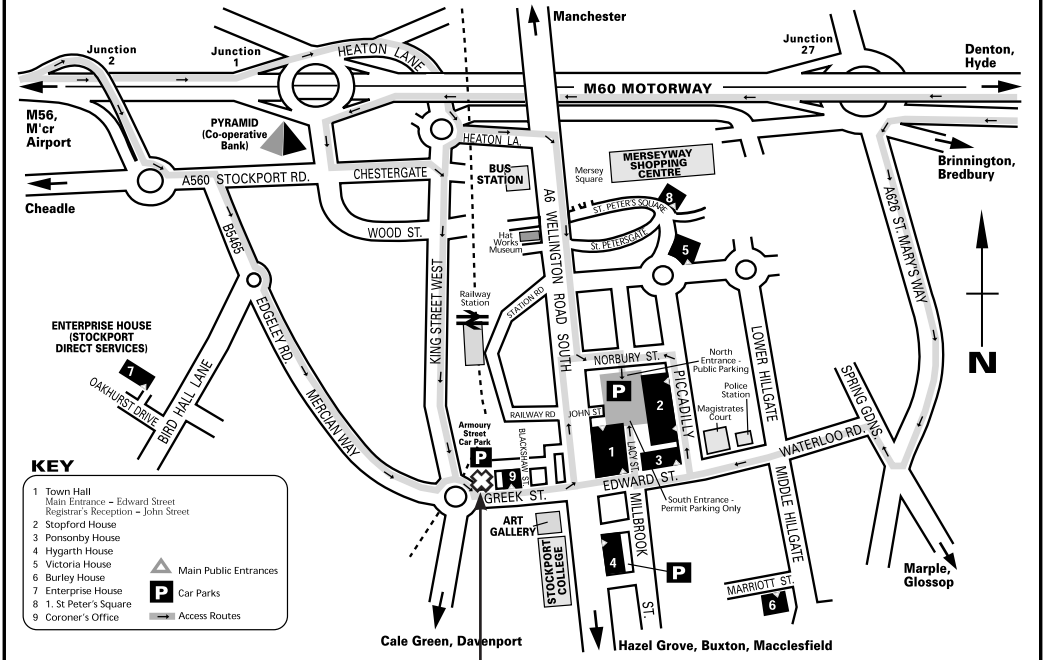 Manchester
Junction
2
Junction
1
HEATON LANE
Junction
27
Denton,
Hyde
M60 MOTORWAY
M56,
M'cr
Airport
PYRAMID
(Co-operative
Bank)
HEATON LA.
MERSEYWAY
SHOPPING
CENTRE
Brinnington,
Bredbury
A560 STOCKPORT RD.
CHESTERGATE
BUS
STATION
Mersey
Square
Cheadle
8
ST. PETER'S SQUARE
A626 ST. MARY'S WAY
B5465
WOOD ST.
Hat
Works
Museum
St. PETERSGATE
5
A6 WELLINGTON ROAD SOUTH
KING STREET WEST
Railway
Station
STATION RD
ENTERPRISE HOUSE
(STOCKPORT
DIRECT SERVICES)
EDGELEY RD.
NORBURY ST.
North
Entrance -
Public Parking
LOWER HILLGATE
N
7
OAKHURST DRIVE
BIRD HALL LANE
MERCIAN WAY
P
2
PICCADILLY
Police
Station
Magistrates
Court
SPRING GDNS.
RAILWAY RD
JOHN ST
Armoury
Street
Car Park
P
BLACKSHAW ST.
1
LACY ST.
3
WATERLOO RD.
9
GREEK ST.
EDWARD ST.
South Entrance -
Permit Parking Only
MIDDLE HILLGATE
ART
GALLERY
STOCKPORT
COLLEGE
MILLBROOK
ST.
4
P
MARRIOTT ST.
6
Marple,
Glossop
KEY
1 Town Hall
Main Entrance – Edward Street
Registrar's Reception – John Street
2 Stopford House
3 Ponsonby House
4 Hygarth House
5 Victoria House
6 Burley House
7 Enterprise House
8 1. St Peter's Square
9 Coroner's Office
Main Public Entrances
P Car Parks
Access Routes
Cale Green, Davenport
Hazel Grove, Buxton, Macclesfield